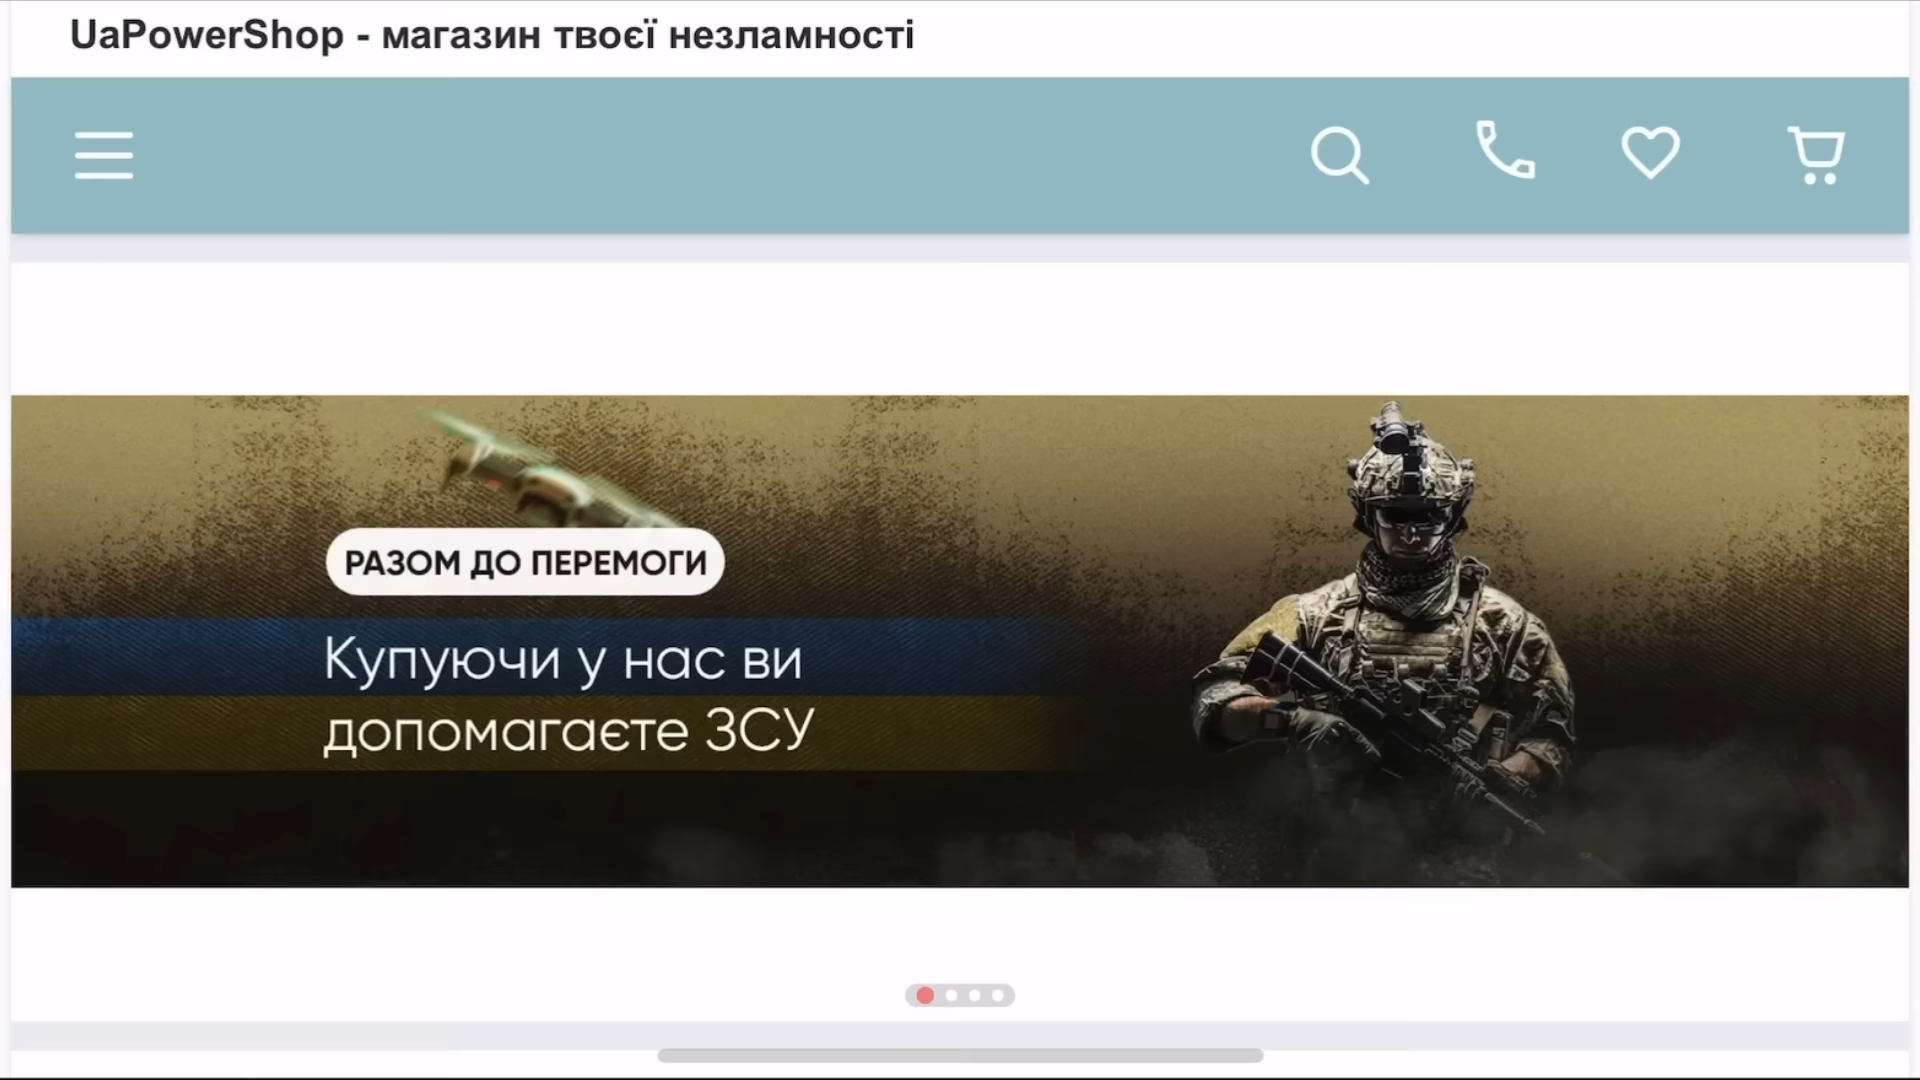 UaPowerShop - магазин твоєї незламності
РАЗОМ ДО ПЕРЕМОГИ
Купуючи у нас ви
допомагаєте ЗСУ